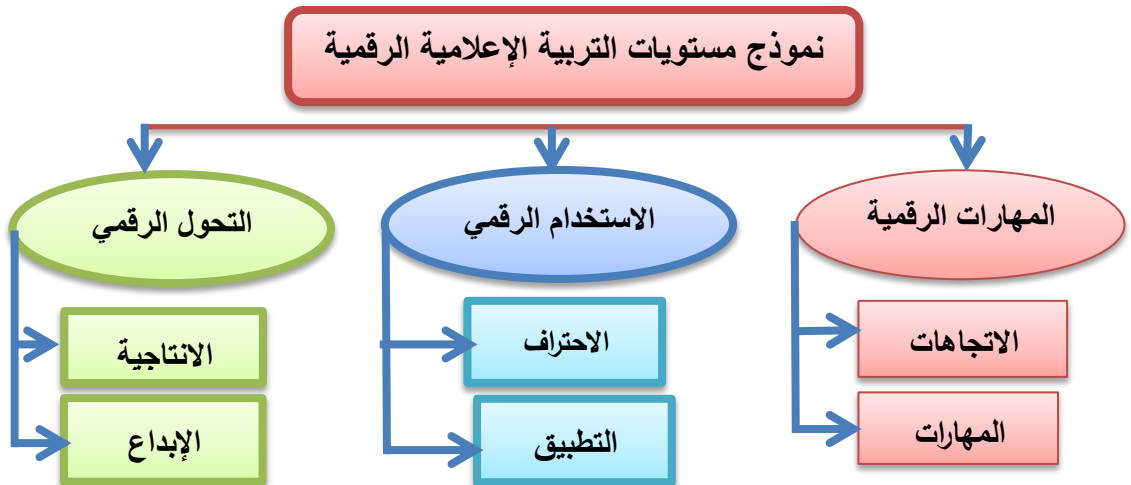 نموذج مستويات التربية الإعلامية الرقمية
المهارات الرقمية
الاتجاهات
المهارات
الاستخدام الرقمي
الاحتراف
التطبيق
التحول الرقمي
الانتاجية
الإبداع